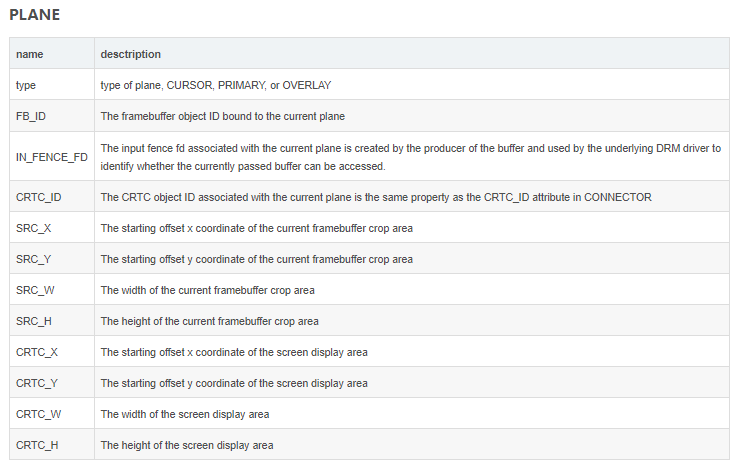 PLANE
name desctription
type type of plane, CURSOR, PRIMARY, or OVERLAY
FB_ID The framebuffer object ID bound to the current plane
IN_FENCE_FD The input fence fd associated with the current plane is created by the producer of the buffer and used by the underlying DRM driver to
identify whether the currently passed buffer can be accessed.
CRTC_ID The CRTC object ID associated with the current plane is the same property as the CRTC_ID attribute in CONNECTOR
SRC_X The starting offset x coordinate of the current framebuffer crop area
SRC_Y The starting offset y coordinate of the current framebuffer crop area
SRC_W The width of the current framebuffer crop area
SRC_H The height of the current framebuffer crop area
CRTC_X The starting offset x coordinate of the screen display area
CRTC_Y The starting offset y coordinate of the screen display area
CRTC_W The width of the screen display area
CRTC_H The height of the screen display area